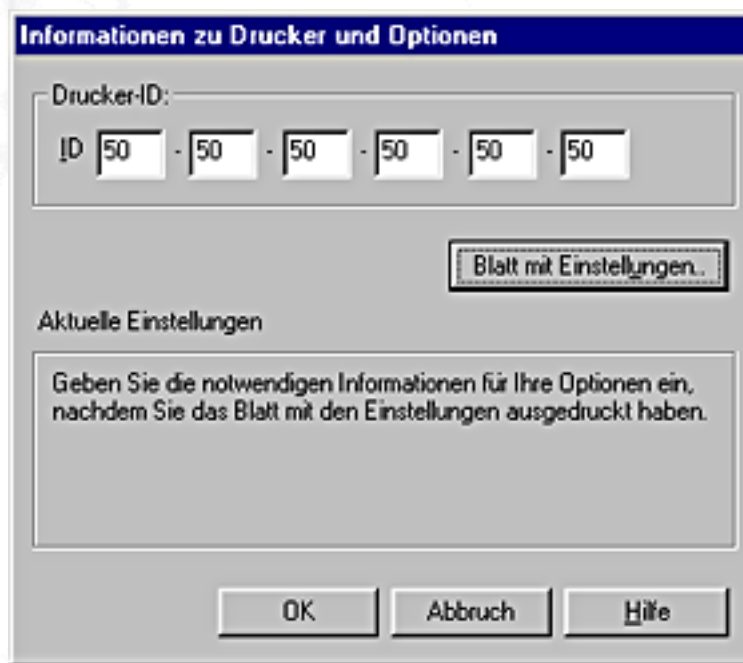 Informationen zu Drucker und Optionen
Drucker-ID:
ID 50 - 50 - 50 - 50 - 50 - 50
Blatt mit Einstellungen..
Aktuelle Einstellungen
Geben Sie die notwendigen Informationen für Ihre Optionen ein,
nachdem Sie das Blatt mit den Einstellungen ausgedruckt haben.
OK Abbruch Hilfe